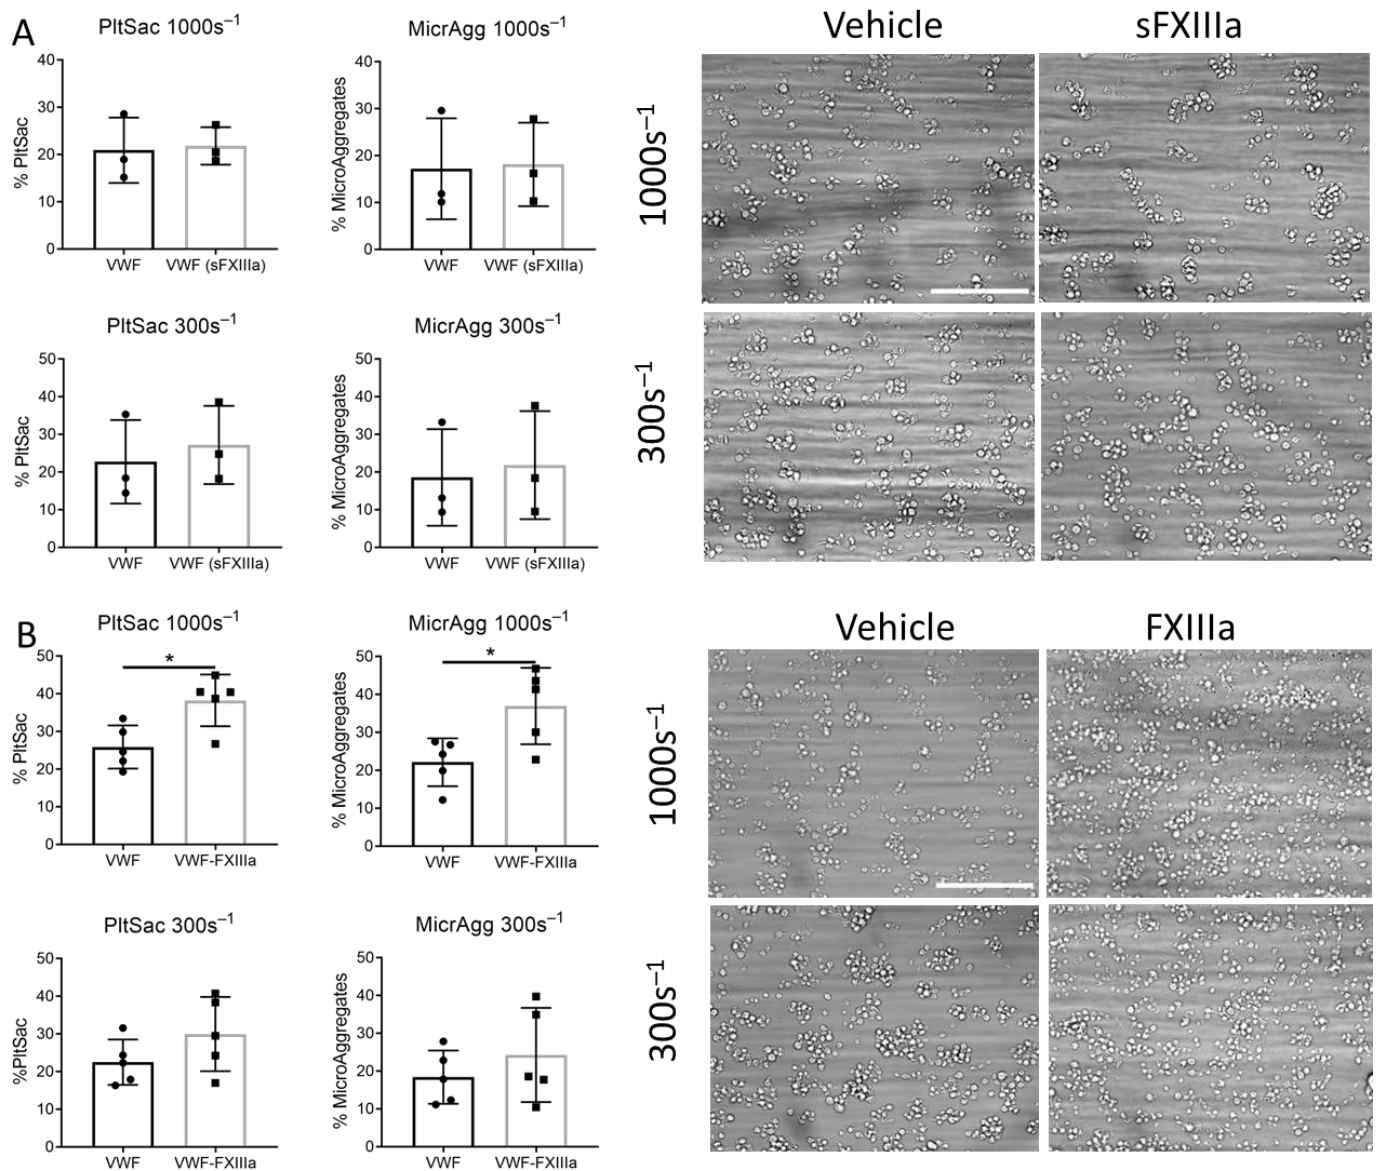 A
PltSac 1000s⁻¹
MicrAgg 1000s⁻¹
Vehicle
sFXIIIa
% PltSac
40
30
20
10
0
VWF
VWF (sFXIIIa)
% MicroAggregates
40
30
20
10
0
VWF
VWF (sFXIIIa)
1000s⁻¹
PltSac 300s⁻¹
MicrAgg 300s⁻¹
% PltSac
50
40
30
20
10
0
VWF
VWF (sFXIIIa)
% MicroAggregates
50
40
30
20
10
0
VWF
VWF (sFXIIIa)
300s⁻¹
B
PltSac 1000s⁻¹
MicrAgg 1000s⁻¹
Vehicle
FXIIIa
% PltSac
50
40
30
20
10
0
*
VWF
VWF-FXIIIa
% MicroAggregates
50
40
30
20
10
0
*
VWF
VWF-FXIIIa
1000s⁻¹
PltSac 300s⁻¹
MicrAgg 300s⁻¹
%PltSac
50
40
30
20
10
0
VWF
VWF-FXIIIa
% MicroAggregates
50
40
30
20
10
0
VWF
VWF-FXIIIa
300s⁻¹